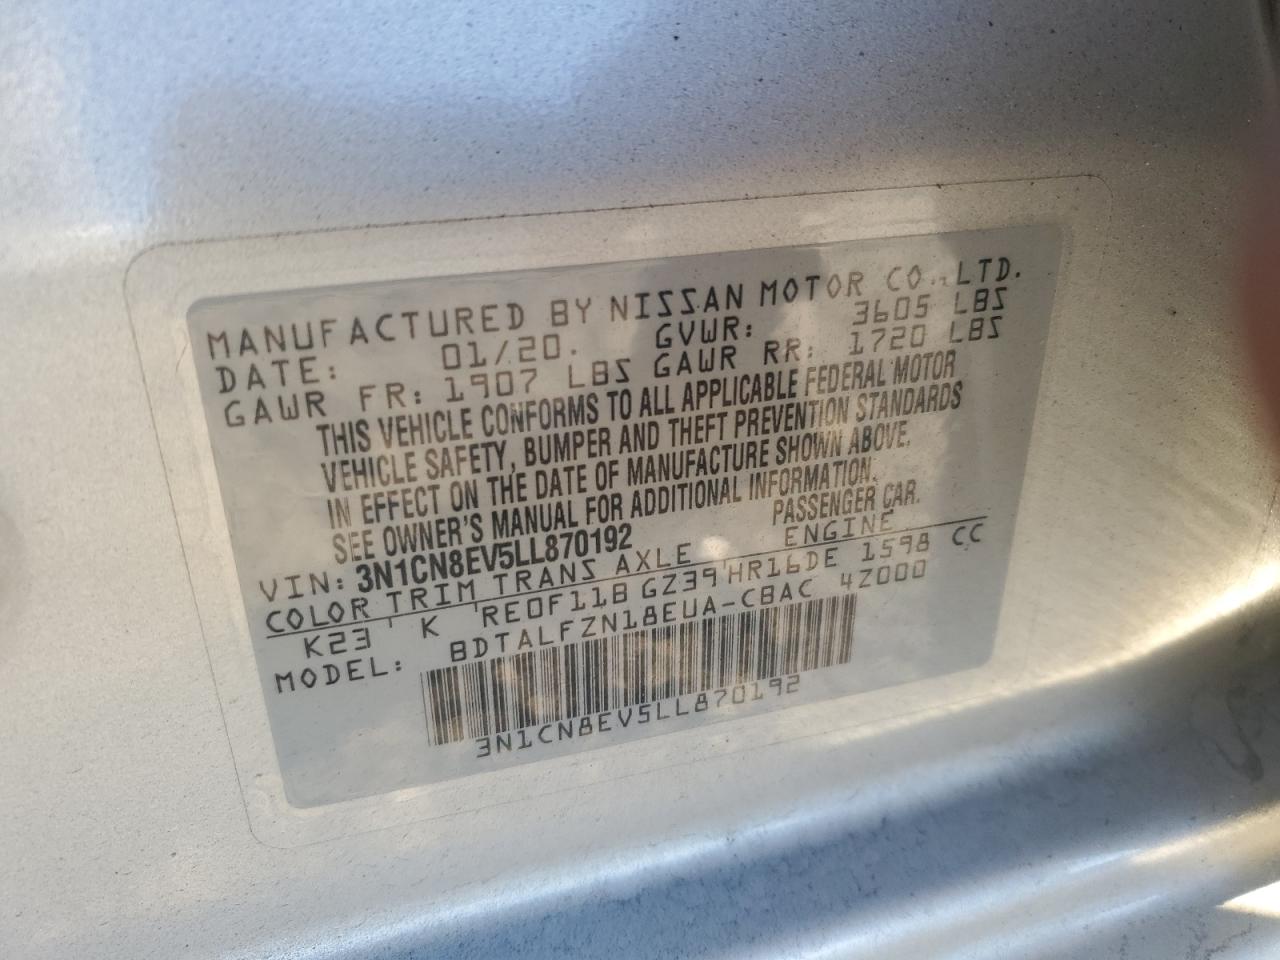 MANUFACTURED BY NISSAN MOTOR CO., LTD.
DATE: 01/20. GVWR: 3605 LBS
GAWR FR: 1907 LBS GAWR RR: 1720 LBS
THIS VEHICLE CONFORMS TO ALL APPLICABLE FEDERAL MOTOR
VEHICLE SAFETY, BUMPER AND THEFT PREVENTION STANDARDS
IN EFFECT ON THE DATE OF MANUFACTURE SHOWN ABOVE.
SEE OWNER'S MANUAL FOR ADDITIONAL INFORMATION.
VIN: 3N1CN8EV5LL870192 PASSENGER CAR.
COLOR TRIM TRANS AXLE ENGINE
K23 K RE0F11B GZ39 HR16DE 1598 CC
MODEL: BDTALFZN18EUA-CBAC 4Z000
3N1CN8EV5LL870192